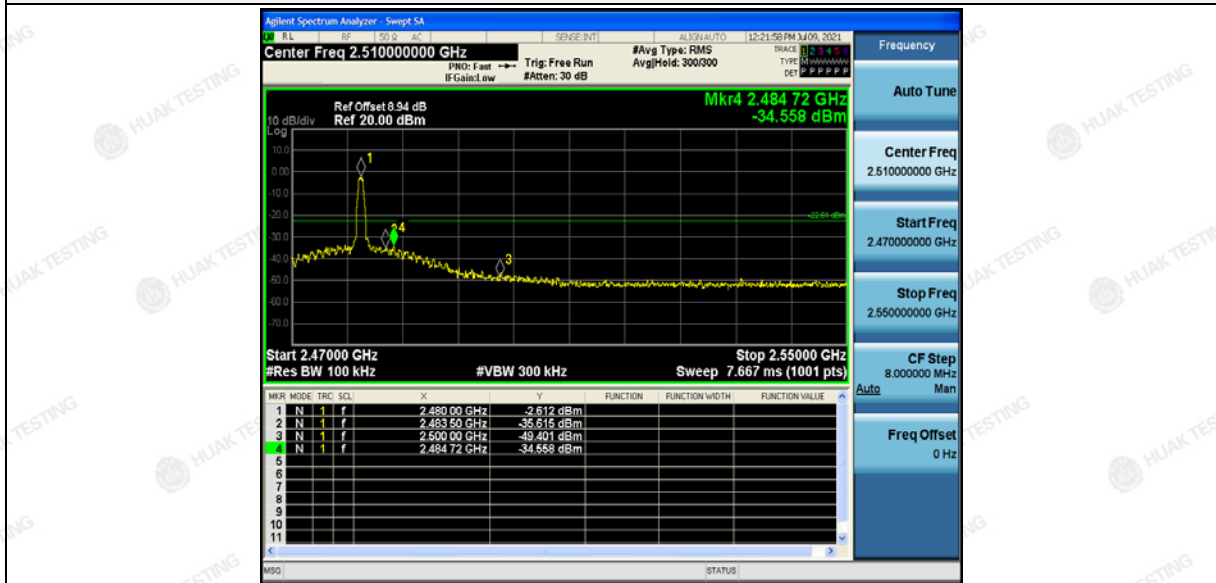 Agilent Spectrum Analyzer - Swept SA
RL RF 50 Ω AC SENSE:INT ALIGN AUTO 12:21:58 PM Jul 09, 2021
Center Freq 2.510000000 GHz
PNO: Fast
IFGain:Low
Trig: Free Run
#Atten: 30 dB
#Avg Type: RMS
Avg|Hold: 300/300
TRACE 1 2 3 4 5 6
TYPE M
DET P P P P P P
Ref Offset 8.94 dB
10 dB/div Ref 20.00 dBm
Log
Mkr4 2.484 72 GHz
-34.558 dBm
10.0
0.00
-10.0
-20.0
-30.0
-40.0
-50.0
-60.0
-70.0
1
4
3
-22.61 dBm
Start 2.47000 GHz Stop 2.55000 GHz
#Res BW 100 kHz #VBW 300 kHz Sweep 7.667 ms (1001 pts)
MKR MODE TRC SCL X Y FUNCTION FUNCTION WIDTH FUNCTION VALUE
1 N 1 f 2.480 00 GHz -2.612 dBm
2 N 1 f 2.483 50 GHz -35.615 dBm
3 N 1 f 2.500 00 GHz -49.401 dBm
4 N 1 f 2.484 72 GHz -34.558 dBm
5
6
7
8
9
10
11
MSG STATUS
Frequency
Auto Tune
Center Freq
2.510000000 GHz
Start Freq
2.470000000 GHz
Stop Freq
2.550000000 GHz
CF Step
8.000000 MHz
Auto Man
Freq Offset
0 Hz
HUAK TESTING
HUAK TESTING
HUAK TESTING
HUAK TESTING